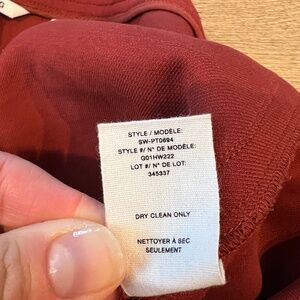 STYLE / MODÈLE:
SW-PT0694
STYLE #/ N° DE MODÈLE:
G01HW222
LOT #/ N° DE LOT:
345337
DRY CLEAN ONLY
NETTOYER À SEC
SEULEMENT